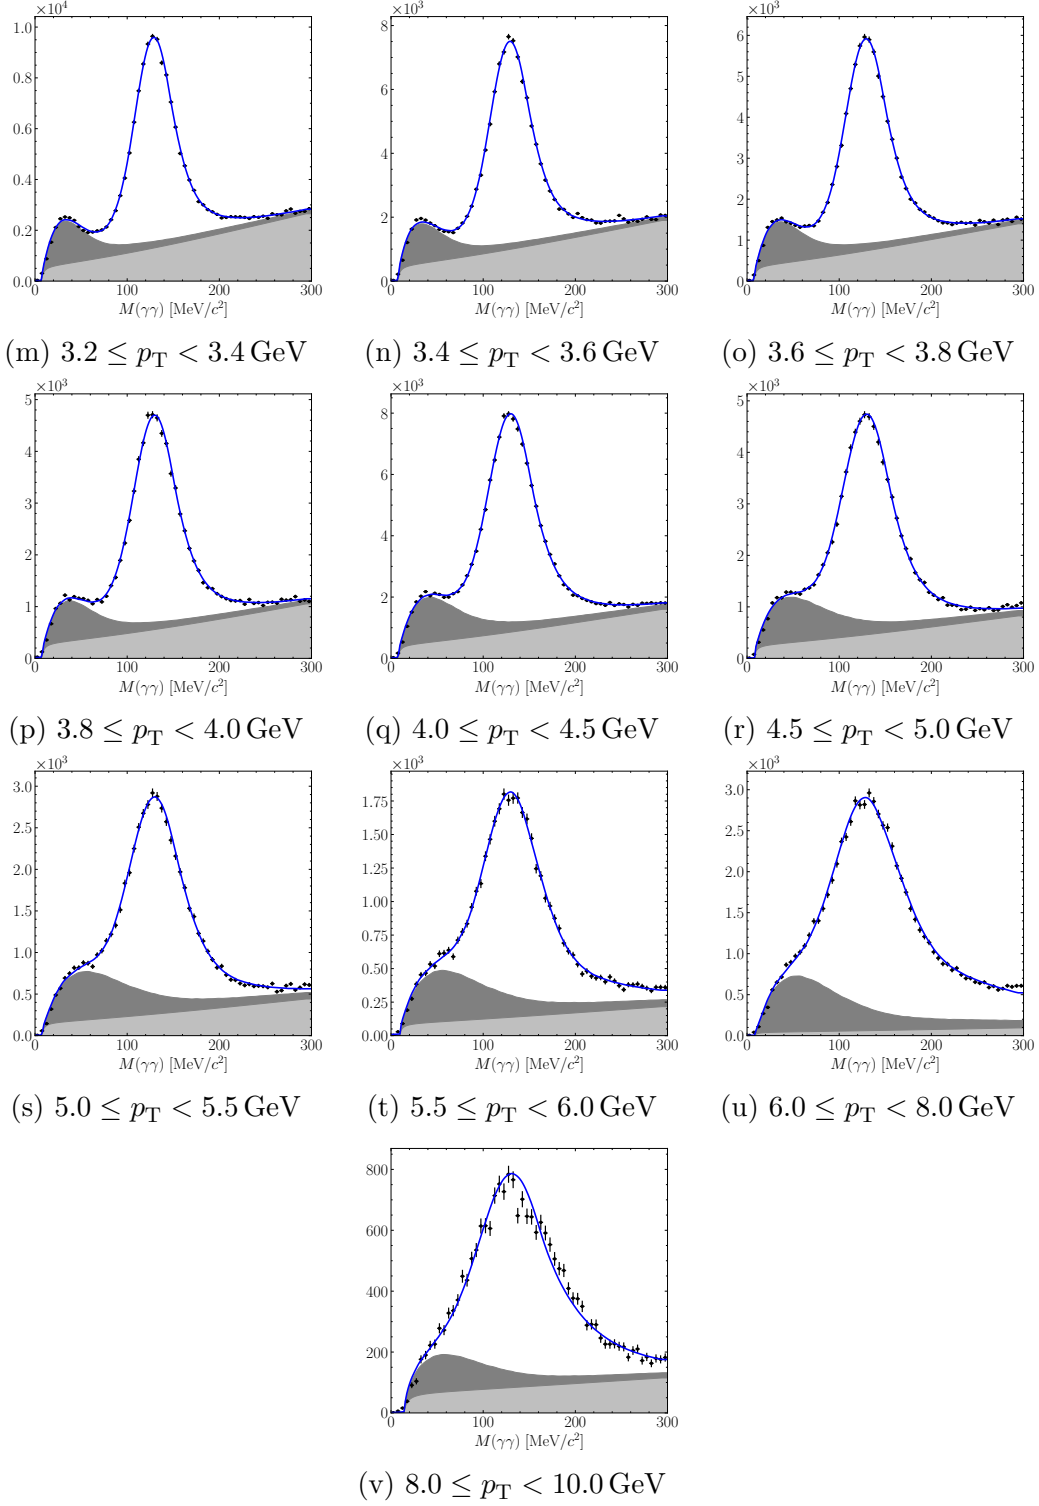 ×10⁴ ×10³ ×10³
1.0 0.8 0.6 0.4 0.2 0.0 8 6 4 2 0 6 5 4 3 2 1 0
0 100 200 300 0 100 200 300 0 100 200 300
M(γγ) [MeV/c²] M(γγ) [MeV/c²] M(γγ) [MeV/c²]
(m) 3.2 ≤ p_T < 3.4 GeV (n) 3.4 ≤ p_T < 3.6 GeV (o) 3.6 ≤ p_T < 3.8 GeV
×10³ ×10³ ×10³
5 4 3 2 1 0 8 6 4 2 0 5 4 3 2 1 0
0 100 200 300 0 100 200 300 0 100 200 300
M(γγ) [MeV/c²] M(γγ) [MeV/c²] M(γγ) [MeV/c²]
(p) 3.8 ≤ p_T < 4.0 GeV (q) 4.0 ≤ p_T < 4.5 GeV (r) 4.5 ≤ p_T < 5.0 GeV
×10³ ×10³ ×10³
3.0 2.5 2.0 1.5 1.0 0.5 0.0 1.75 1.50 1.25 1.00 0.75 0.50 0.25 0.00 3.0 2.5 2.0 1.5 1.0 0.5 0.0
0 100 200 300 0 100 200 300 0 100 200 300
M(γγ) [MeV/c²] M(γγ) [MeV/c²] M(γγ) [MeV/c²]
(s) 5.0 ≤ p_T < 5.5 GeV (t) 5.5 ≤ p_T < 6.0 GeV (u) 6.0 ≤ p_T < 8.0 GeV
800 600 400 200 0
0 100 200 300
M(γγ) [MeV/c²]
(v) 8.0 ≤ p_T < 10.0 GeV